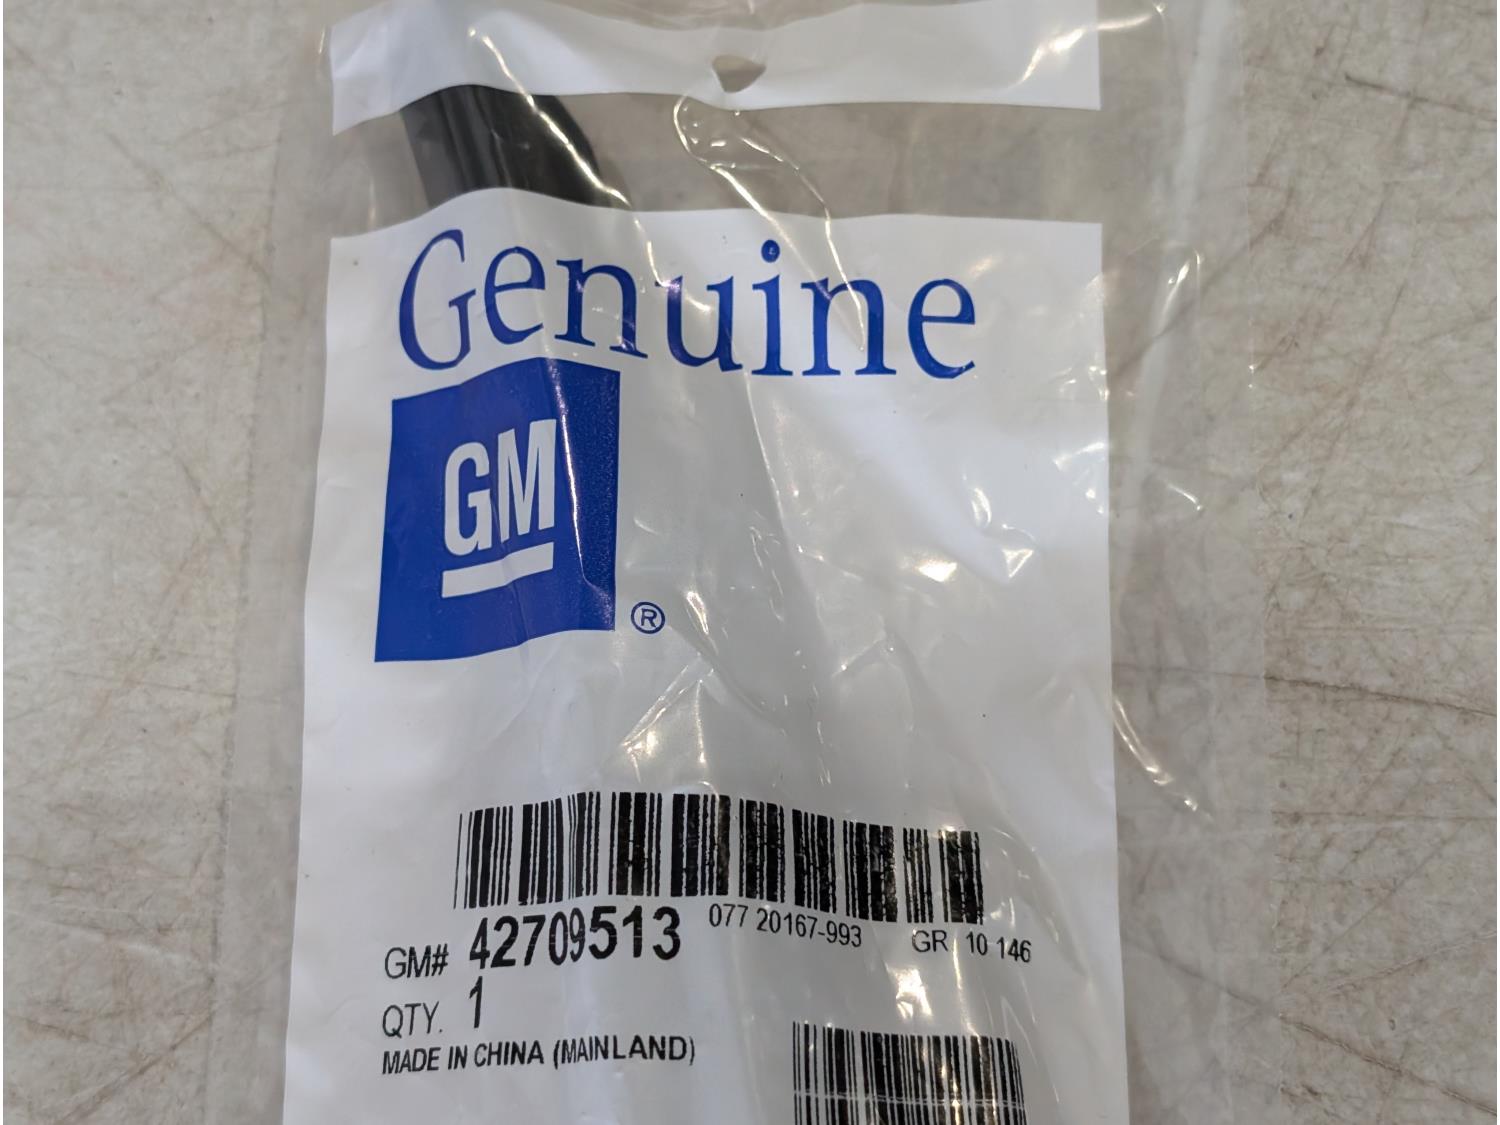 Genuine
GM
®
GM# 42709513 077 20167-993 GR 10 146
QTY. 1
MADE IN CHINA (MAINLAND)